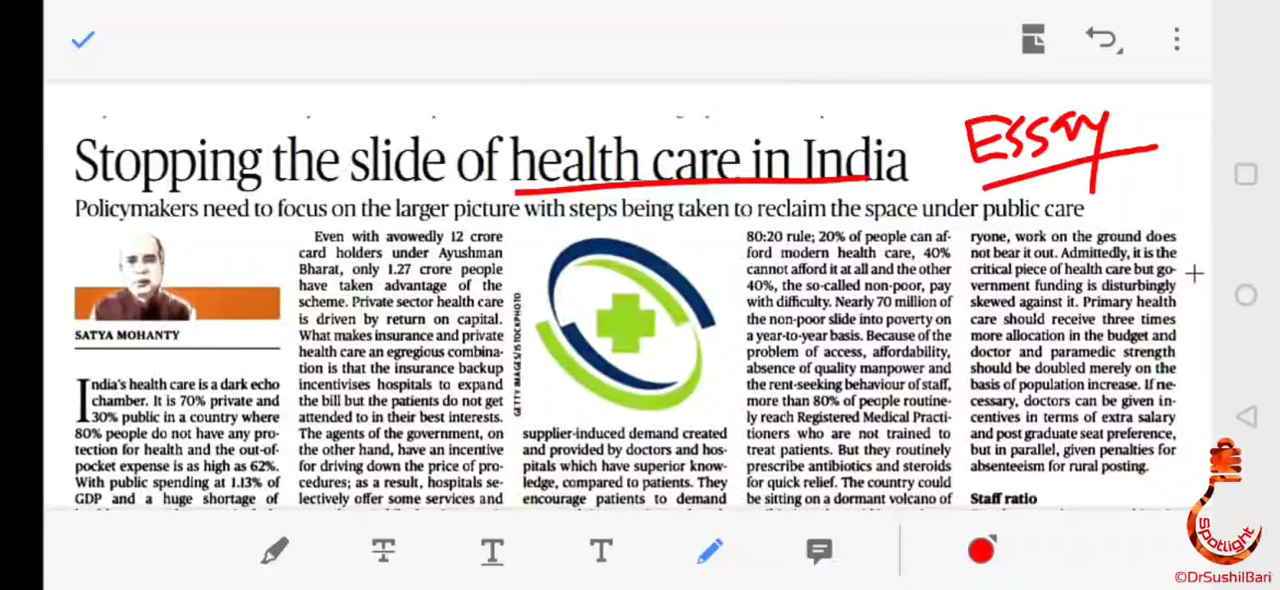 Essay
Stopping the slide of health care in India
Policymakers need to focus on the larger picture with steps being taken to reclaim the space under public care
SATYA MOHANTY
India's health care is a dark echo
chamber. It is 70% private and
30% public in a country where
80% people do not have any pro-
tection for health and the out-of-
pocket expense is as high as 62%.
With public spending at 1.13% of
GDP and a huge shortage of
Even with avowedly 12 crore
card holders under Ayushman
Bharat, only 1.27 crore people
have taken advantage of the
scheme. Private sector health care
is driven by return on capital.
What makes insurance and private
health care an egregious combina-
tion is that the insurance backup
incentivises hospitals to expand
the bill but the patients do not get
attended to in their best interests.
The agents of the government, on
the other hand, have an incentive
for driving down the price of pro-
cedures; as a result, hospitals se-
lectively offer some services and
GETTY IMAGES/ISTOCKPHOTO
supplier-induced demand created
and provided by doctors and hos-
pitals which have superior know-
ledge, compared to patients. They
encourage patients to demand
80:20 rule; 20% of people can af-
ford modern health care, 40%
cannot afford it at all and the other
40%, the so-called non-poor, pay
with difficulty. Nearly 70 million of
the non-poor slide into poverty on
a year-to-year basis. Because of the
problem of access, affordability,
absence of quality manpower and
the rent-seeking behaviour of staff,
more than 80% of people routine-
ly reach Registered Medical Practi-
tioners who are not trained to
treat patients. But they routinely
prescribe antibiotics and steroids
for quick relief. The country could
be sitting on a dormant volcano of
ryone, work on the ground does
not bear it out. Admittedly, it is the
critical piece of health care but go-
vernment funding is disturbingly
skewed against it. Primary health
care should receive three times
more allocation in the budget and
doctor and paramedic strength
should be doubled merely on the
basis of population increase. If ne-
cessary, doctors can be given in-
centives in terms of extra salary
and post graduate seat preference,
but in parallel, given penalties for
absenteeism for rural posting.
Staff ratio
T
T
T
Spotlight
©DrSushilBari